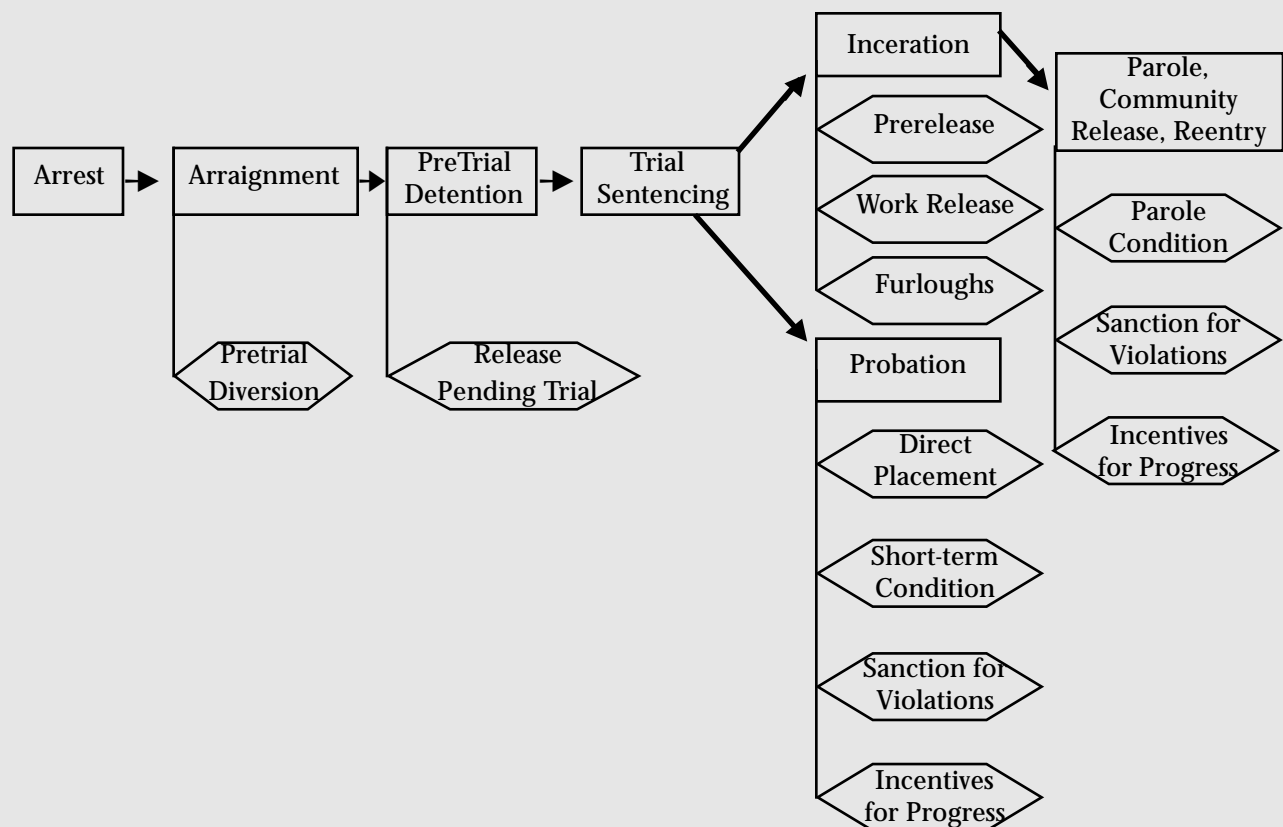 Arrest
Arraignment
Pretrial
Diversion
PreTrial
Detention
Release
Pending Trial
Trial
Sentencing
Inceration
Prerelease
Work Release
Furloughs
Probation
Direct
Placement
Short-term
Condition
Sanction for
Violations
Incentives
for Progress
Parole,
Community
Release, Reentry
Parole
Condition
Sanction for
Violations
Incentives
for Progress